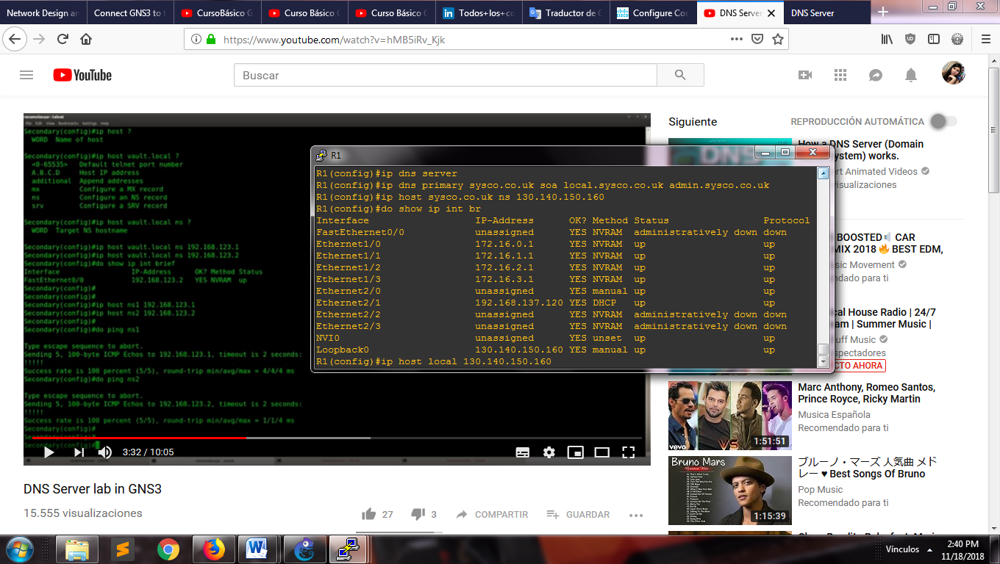 Network Design an
Connect GNS3 to t
CursoBásico G
Curso Básico C
Curso Básico C
Todos+los+co
Traductor de G
Configure Cor
DNS Server
DNS Server
https://www.youtube.com/watch?v=hMB5iRv_Kjk
YouTube
Buscar
Siguiente
REPRODUCCIÓN AUTOMÁTICA
File Edit View Bookmarks Settings Help
Secondary(config)#ip host ?
WORD Name of host
Secondary(config)#ip host vault.local ?
<0-65535> Default telnet port number
A.B.C.D Host IP address
additional Append addresses
mx Configure a MX record
ns Configure an NS record
srv Configure a SRV record
Secondary(config)#ip host vault.local ns ?
WORD Target NS hostname
Secondary(config)#ip host vault.local ns 192.168.123.1
Secondary(config)#ip host vault.local ns 192.168.123.2
Secondary(config)#do show ip int brief
Interface IP-Address OK? Method Status
FastEthernet0/0 192.168.123.2 YES NVRAM up
Secondary(config)#
Secondary(config)#
Secondary(config)#ip host ns1 192.168.123.1
Secondary(config)#ip host ns2 192.168.123.2
Secondary(config)#
Secondary(config)#do ping ns1
Type escape sequence to abort.
Sending 5, 100-byte ICMP Echos to 192.168.123.1, timeout is 2 seconds:
!!!!!
Success rate is 100 percent (5/5), round-trip min/avg/max = 4/4/4 ms
Secondary(config)#do ping ns2
Type escape sequence to abort.
Sending 5, 100-byte ICMP Echos to 192.168.123.2, timeout is 2 seconds:
!!!!!
Success rate is 100 percent (5/5), round-trip min/avg/max = 1/1/4 ms
Secondary(config)#
Secondary(config)#
Secondary(config)#
3:32 / 10:05
R1
R1(config)#ip dns server
R1(config)#ip dns primary sysco.co.uk soa local.sysco.co.uk admin.sysco.co.uk
R1(config)#ip host sysco.co.uk ns 130.140.150.160
R1(config)#do show ip int br
Interface IP-Address OK? Method Status Protocol
FastEthernet0/0 unassigned YES NVRAM administratively down down
Ethernet1/0 172.16.0.1 YES NVRAM up up
Ethernet1/1 172.16.1.1 YES NVRAM up up
Ethernet1/2 172.16.2.1 YES NVRAM up up
Ethernet1/3 172.16.3.1 YES NVRAM up up
Ethernet2/0 unassigned YES manual up up
Ethernet2/1 192.168.137.120 YES DHCP up up
Ethernet2/2 unassigned YES NVRAM administratively down down
Ethernet2/3 unassigned YES NVRAM administratively down down
NVI0 unassigned YES unset up up
Loopback0 130.140.150.160 YES manual up up
R1(config)#ip host local 130.140.150.160
DNS Server lab in GNS3
15.555 visualizaciones
27
3
COMPARTIR
GUARDAR
DNS
How a DNS Server (Domain
ystem) works.
ert Animated Videos
visualizaciones
BOOSTED CAR
MIX 2018 🔥 BEST EDM,
sic Movement
ndado para ti
cal House Radio | 24/7
am | Summer Music |
uff Music
spectadores
CTO AHORA
Marc Anthony, Romeo Santos,
Prince Royce, Ricky Martin
Musica Española
Recomendado para ti
vevo
VS
1:51:51
ブルーノ・マーズ 人気曲 メド
レー ♥ Best Songs Of Bruno
Pop Music
Recomendado para ti
Bruno Mars
1:15:39
Vínculos
2:40 PM
11/18/2018